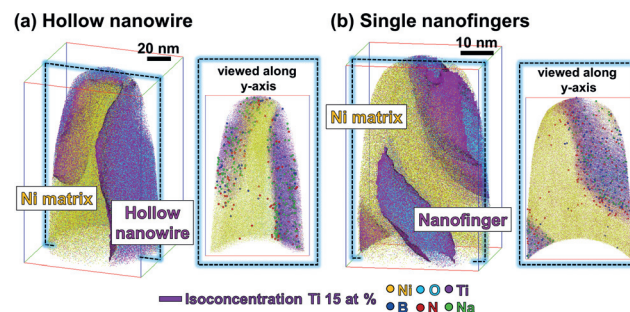 (a) Hollow nanowire
20 nm
viewed along
y-axis
Ni matrix
Hollow
nanowire
(b) Single nanofingers
10 nm
viewed along
y-axis
Ni matrix
Nanofinger
Isoconcentration Ti 15 at %
Ni O Ti
B N Na